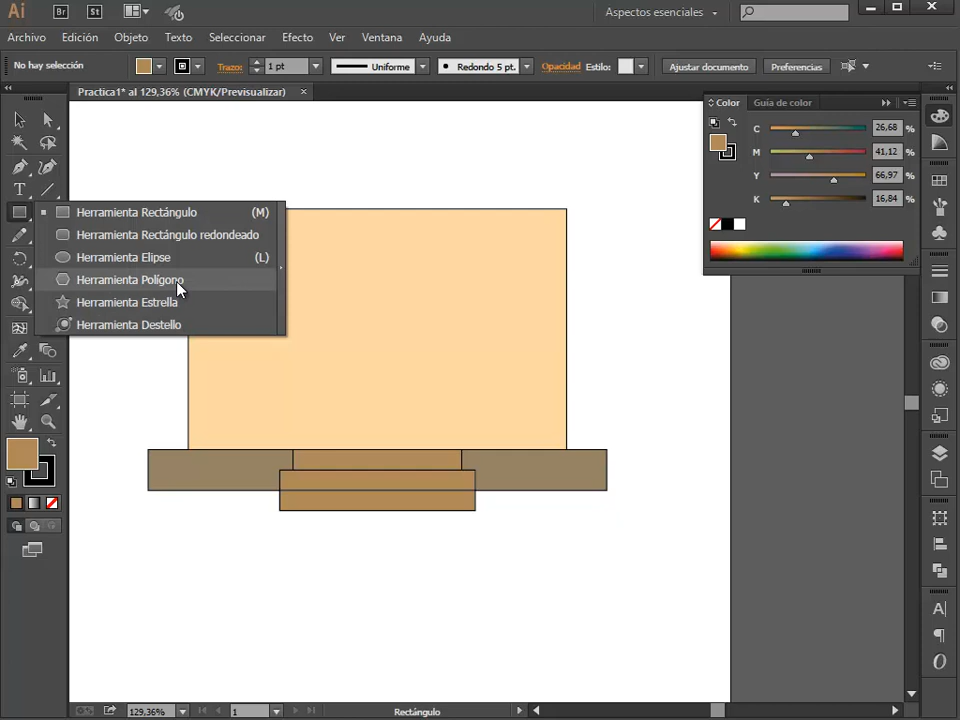 Ai Br St Aspectos esenciales
Archivo Edición Objeto Texto Seleccionar Efecto Ver Ventana Ayuda
No hay selección Trazo: 1 pt Uniforme Redondo 5 pt. Opacidad Estilo: Ajustar documento Preferencias
Practica1* al 129,36% (CMYK/Previsualizar) ×
Color Guía de color
C 26,68 %
M 41,12 %
Y 66,97 %
K 16,84 %
Herramienta Rectángulo (M)
Herramienta Rectángulo redondeado
Herramienta Elipse (L)
Herramienta Polígono
Herramienta Estrella
Herramienta Destello
129,36% 1 Rectángulo